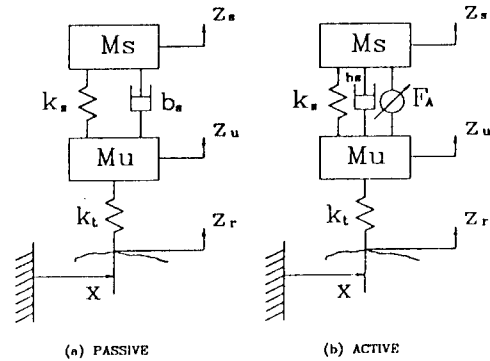 Zs
Ms
ks
bs
Zu
Mu
kt
Zr
X
(a) PASSIVE
Zs
Ms
bs
ks
FA
Zu
Mu
kt
Zr
X
(b) ACTIVE